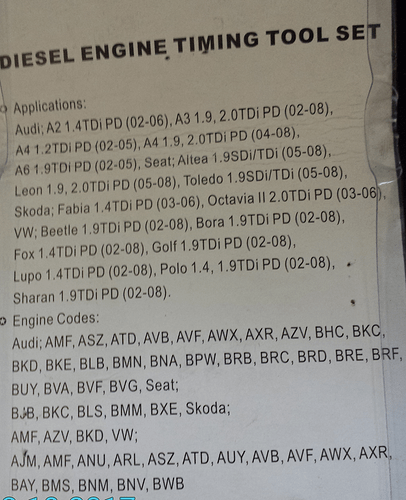 DIESEL ENGINE TIMING TOOL SET
Applications:
Audi; A2 1.4TDi PD (02-06), A3 1.9, 2.0TDi PD (02-08),
A4 1.2TDi PD (02-05), A4 1.9, 2.0TDi PD (04-08),
A6 1.9TDi PD (02-05), Seat; Altea 1.9SDi/TDi (05-08),
Leon 1.9, 2.0TDi PD (05-08), Toledo 1.9SDi/TDi (05-08),
Skoda; Fabia 1.4TDi PD (03-06), Octavia II 2.0TDi PD (03-06),
VW; Beetle 1.9TDi PD (02-08), Bora 1.9TDi PD (02-08),
Fox 1.4TDi PD (02-08), Golf 1.9TDi PD (02-08),
Lupo 1.4TDi PD (02-08), Polo 1.4, 1.9TDi PD (02-08),
Sharan 1.9TDi PD (02-08).
Engine Codes:
Audi; AMF, ASZ, ATD, AVB, AVF, AWX, AXR, AZV, BHC, BKC,
BKD, BKE, BLB, BMN, BNA, BPW, BRB, BRC, BRD, BRE, BRF,
BUY, BVA, BVF, BVG, Seat;
BJB, BKC, BLS, BMM, BXE, Skoda;
AMF, AZV, BKD, VW;
AJM, AMF, ANU, ARL, ASZ, ATD, AUY, AVB, AVF, AWX, AXR,
BAY, BMS, BNM, BNV, BWB